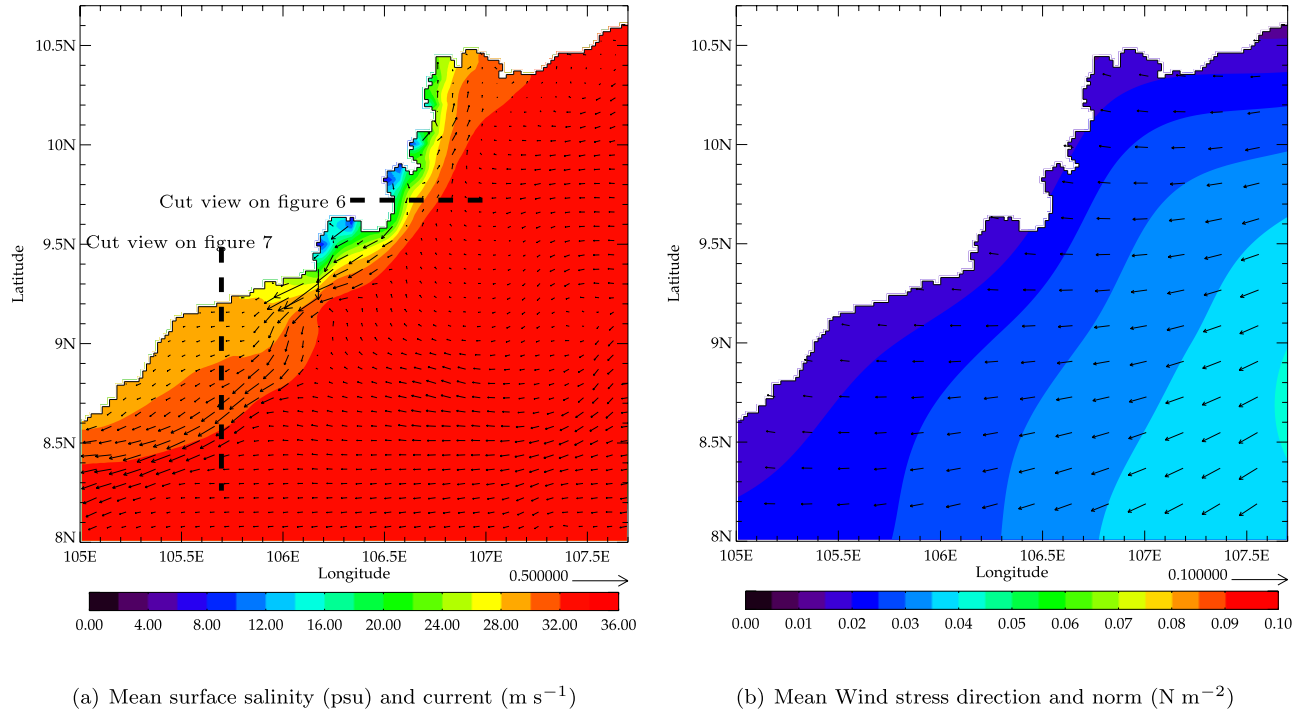 10.5N
10N
Cut view on figure 6
9.5N
Cut view on figure 7
9N
8.5N
8N
Latitude
105E 105.5E 106E 106.5E 107E 107.5E
Longitude
0.500000
0.00 4.00 8.00 12.00 16.00 20.00 24.00 28.00 32.00 36.00
(a) Mean surface salinity (psu) and current (m s⁻¹)
10.5N
10N
9.5N
9N
8.5N
8N
Latitude
105E 105.5E 106E 106.5E 107E 107.5E
Longitude
0.100000
0.00 0.01 0.02 0.03 0.04 0.05 0.06 0.07 0.08 0.09 0.10
(b) Mean Wind stress direction and norm (N m⁻²)